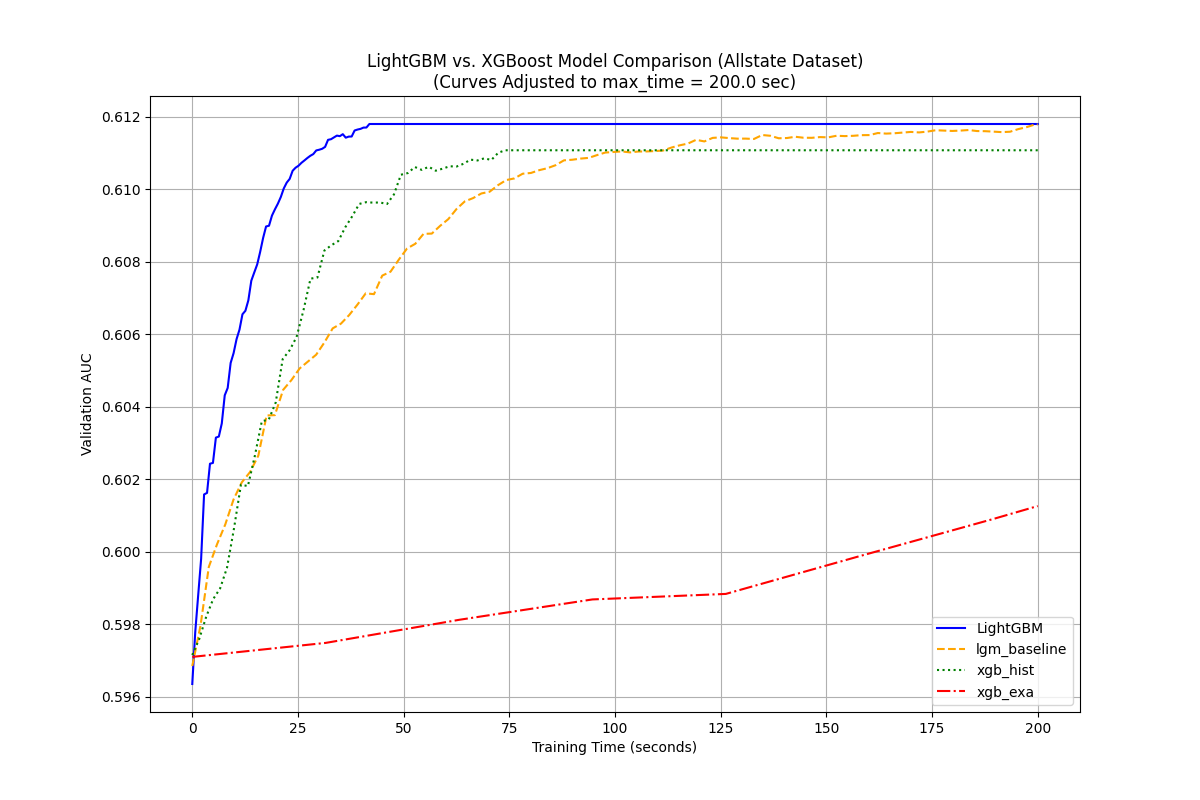 LightGBM vs. XGBoost Model Comparison (Allstate Dataset)
(Curves Adjusted to max_time = 200.0 sec)
0.612
0.610
0.608
0.606
0.604
0.602
0.600
0.598
0.596
Validation AUC
LightGBM
lgm_baseline
xgb_hist
xgb_exa
0 25 50 75 100 125 150 175 200
Training Time (seconds)